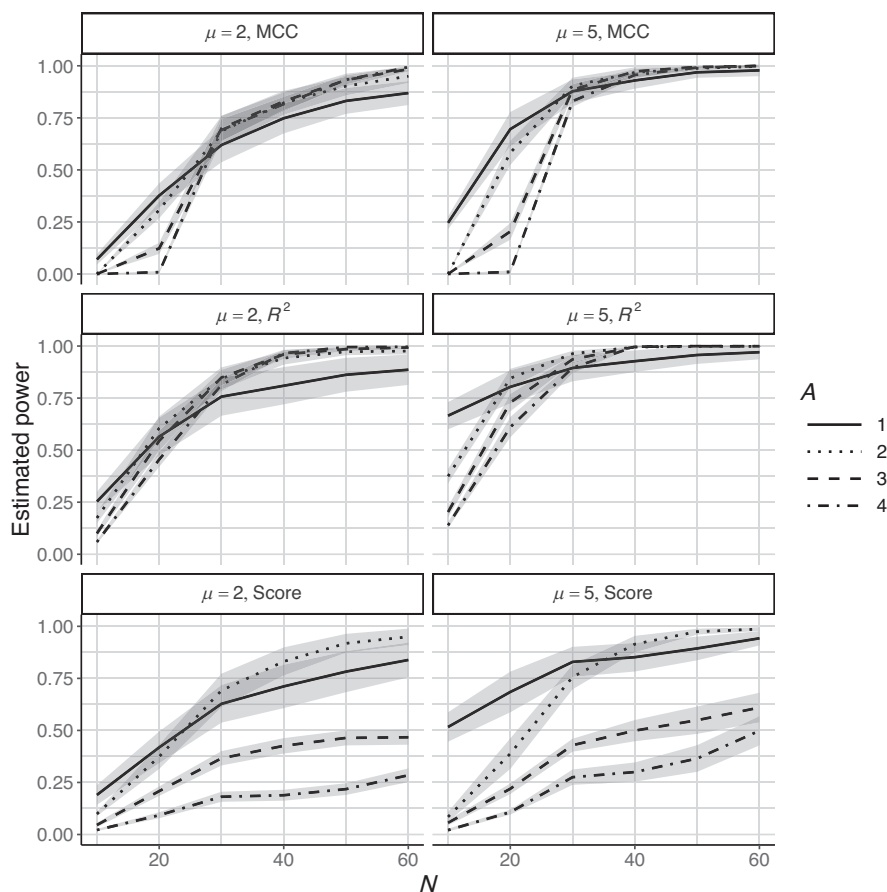 μ = 2, MCC
μ = 5, MCC
1.00
0.75
0.50
0.25
0.00
μ = 2, R²
μ = 5, R²
1.00
0.75
0.50
0.25
0.00
μ = 2, Score
μ = 5, Score
1.00
0.75
0.50
0.25
0.00
20
40
60
20
40
60
Estimated power
N
A
1
2
3
4